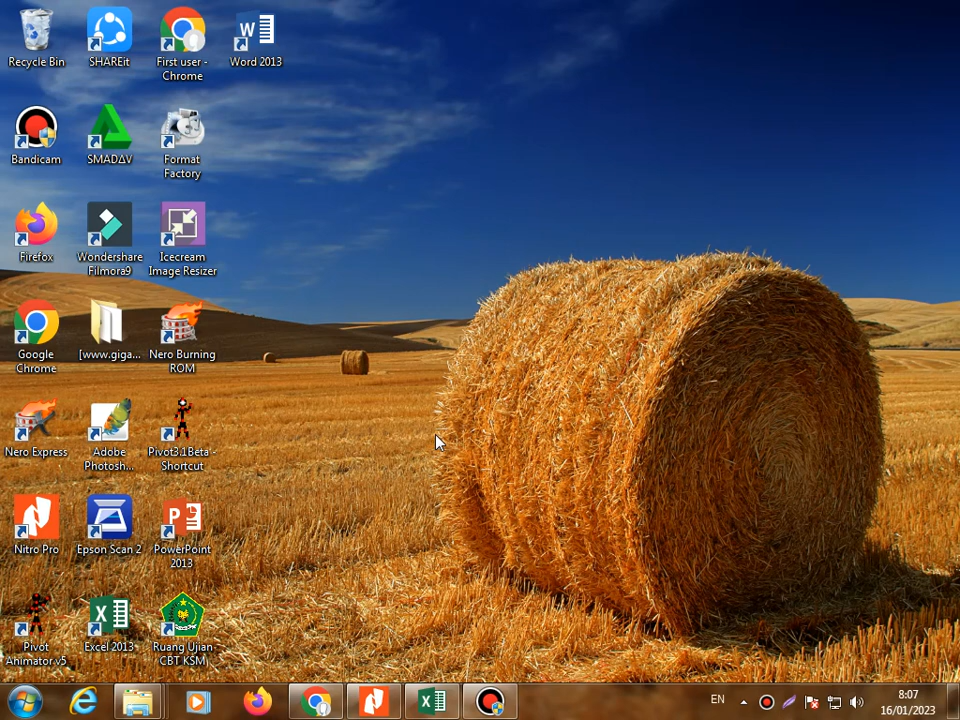 Recycle Bin
SHAREit
First user -
Chrome
Word 2013
Bandicam
SMADΔV
Format
Factory
Firefox
Wondershare
Filmora9
Icecream
Image Resizer
Google
Chrome
[www.giga...
Nero Burning
ROM
Nero Express
Adobe
Photosh...
Pivot3.1Beta -
Shortcut
Nitro Pro
Epson Scan 2
PowerPoint
2013
Pivot
Animator v5
Excel 2013
Ruang Ujian
CBT KSM
EN
8:07
16/01/2023